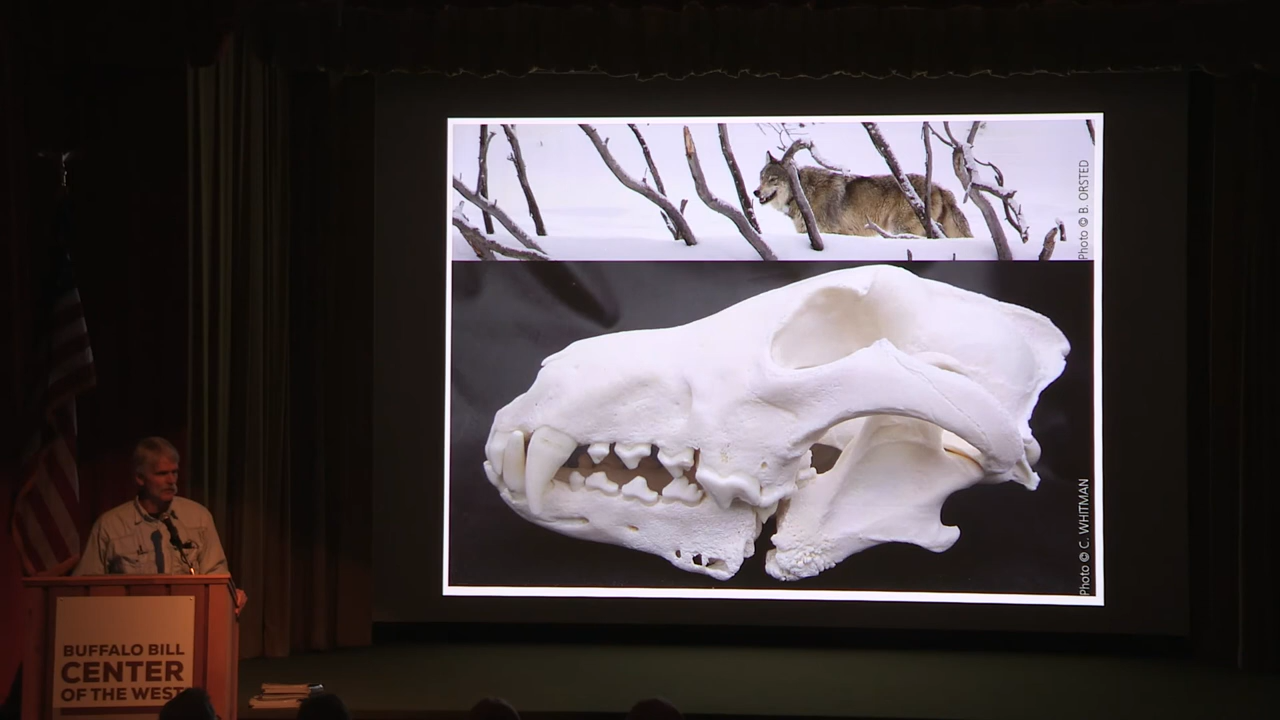 Photo © B. ORSTED
Photo © C. WHITMAN
BUFFALO BILL
CENTER
OF THE WEST